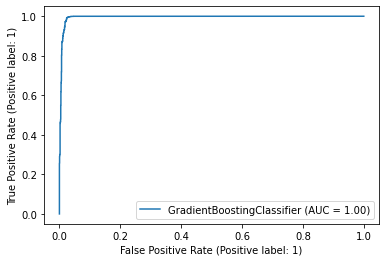 1.0
0.8
0.6
0.4
0.2
0.0
True Positive Rate (Positive label: 1)
GradientBoostingClassifier (AUC = 1.00)
0.0 0.2 0.4 0.6 0.8 1.0
False Positive Rate (Positive label: 1)